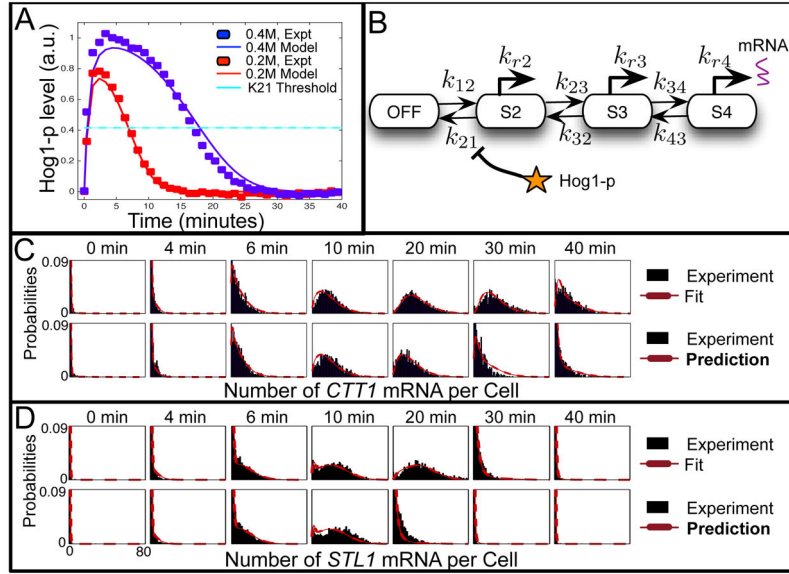 A
Hog1-p level (a.u.)
1
0.8
0.6
0.4
0.2
0
0 5 10 15 20 25 30 35 40
Time (minutes)
0.4M, Expt
0.4M Model
0.2M, Expt
0.2M Model
K21 Threshold
B
k12 kr2 k23 kr3 k34 kr4 mRNA
OFF S2 S3 S4
k21 k32 k43
Hog1-p
C
0 min 4 min 6 min 10 min 20 min 30 min 40 min
0.09
Probabilities
Experiment
Fit
0.09
0
Experiment
Prediction
Number of CTT1 mRNA per Cell
D
0 min 4 min 6 min 10 min 20 min 30 min 40 min
0.09
Probabilities
0
Experiment
Fit
0.09
0
Experiment
Prediction
0 80
Number of STL1 mRNA per Cell